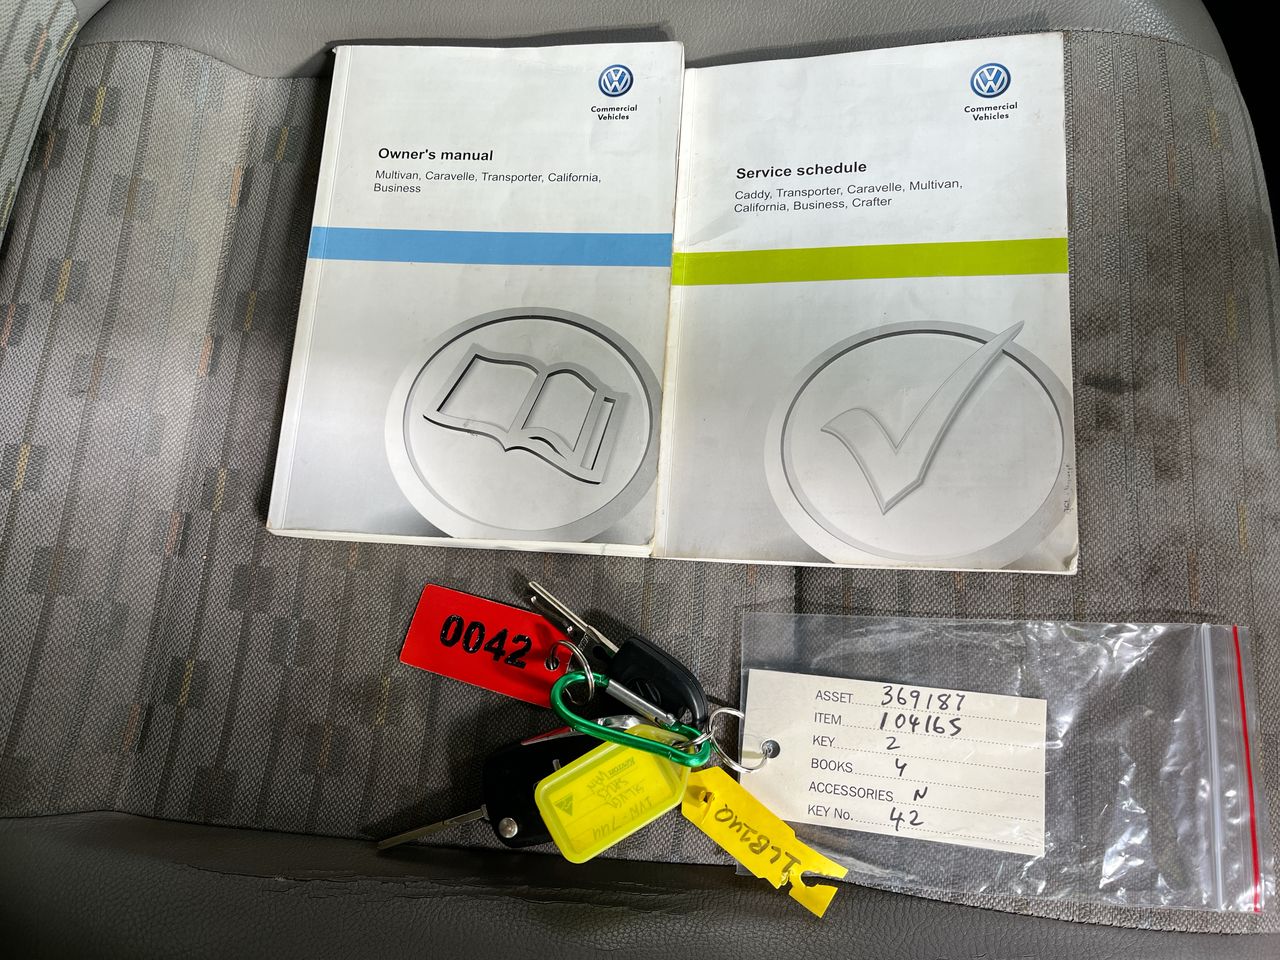 Commercial
Vehicles
Owner's manual
Multivan, Caravelle, Transporter, California,
Business
Commercial
Vehicles
Service schedule
Caddy, Transporter, Caravelle, Multivan,
California, Business, Crafter
0042
ASSET 369187
ITEM 104165
KEY 2
BOOKS 4
ACCESSORIES N
KEY No. 42
1LB2YO